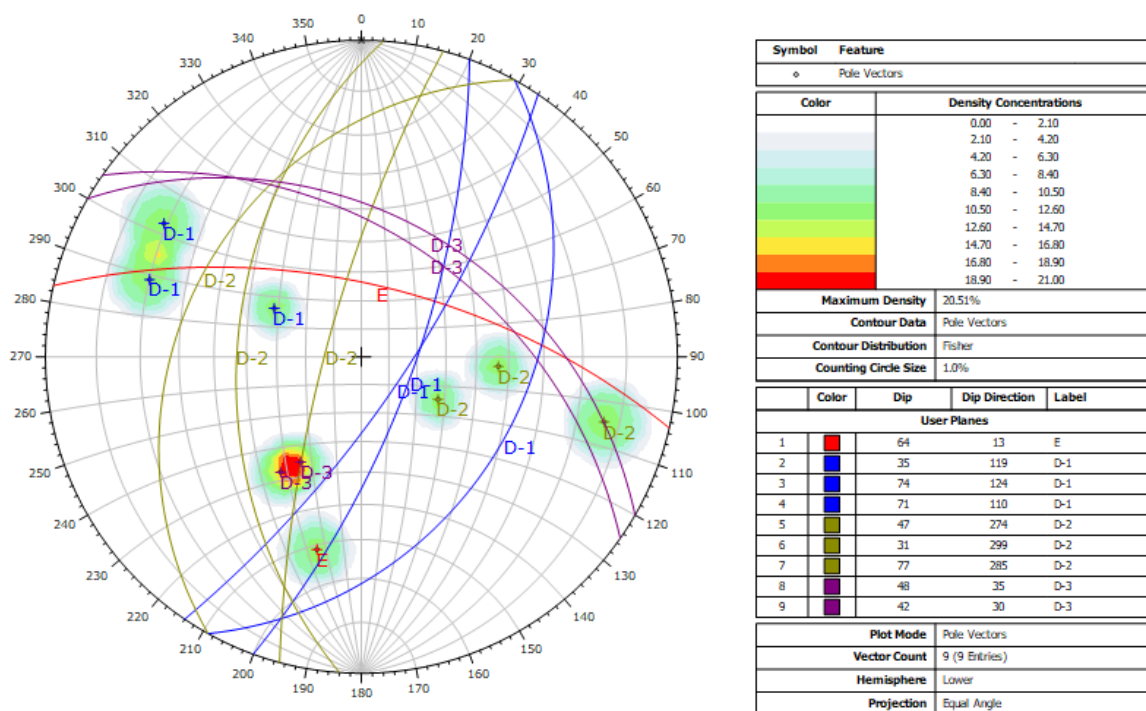 0
10
20
30
40
50
60
70
80
90
100
110
120
130
140
150
160
170
180
190
200
210
220
230
240
250
260
270
280
290
300
310
320
330
340
350
D-1
D-1
D-1
D-2
D-2
D-2
D-3
D-3
E
D-1
D-1
D-1
D-2
D-2
D-2
D-3
D-3
E
Symbol Feature
Pole Vectors
Color Density Concentrations
0.00 - 2.10
2.10 - 4.20
4.20 - 6.30
6.30 - 8.40
8.40 - 10.50
10.50 - 12.60
12.60 - 14.70
14.70 - 16.80
16.80 - 18.90
18.90 - 21.00
Maximum Density 20.51%
Contour Data Pole Vectors
Contour Distribution Fisher
Counting Circle Size 1.0%
Color Dip Dip Direction Label
User Planes
1 64 13 E
2 35 119 D-1
3 74 124 D-1
4 71 110 D-1
5 47 274 D-2
6 31 299 D-2
7 77 285 D-2
8 48 35 D-3
9 42 30 D-3
Plot Mode Pole Vectors
Vector Count 9 (9 Entries)
Hemisphere Lower
Projection Equal Angle